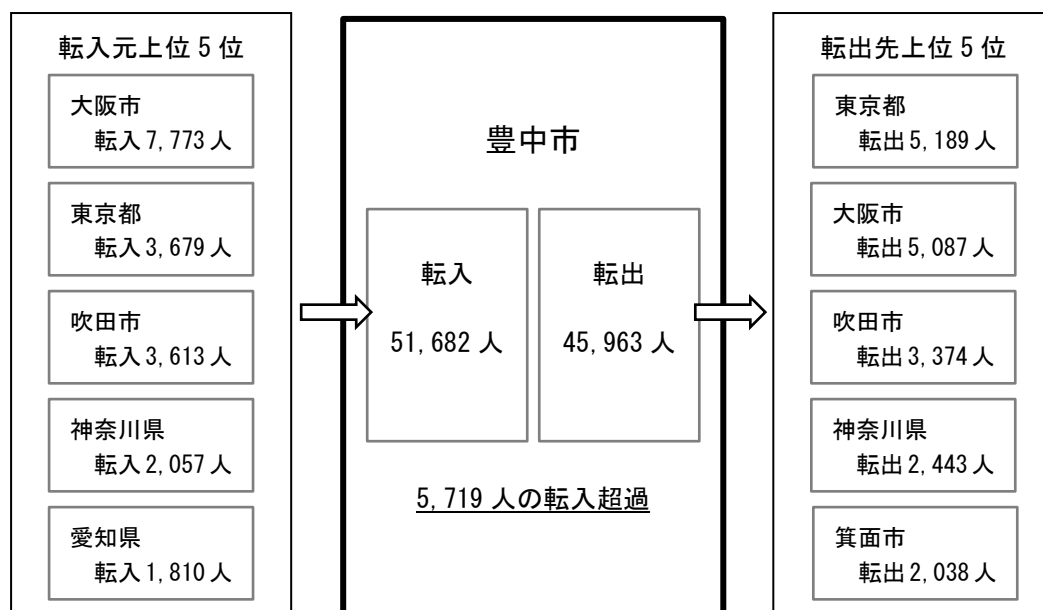 転入元上位5位
大阪市
転入7,773人
東京都
転入3,679人
吹田市
転入3,613人
神奈川県
転入2,057人
愛知県
転入1,810人
豊中市
転入
51,682人
転出
45,963人
5,719人の転入超過
転出先上位5位
東京都
転出5,189人
大阪市
転出5,087人
吹田市
転出3,374人
神奈川県
転出2,443人
箕面市
転出2,038人